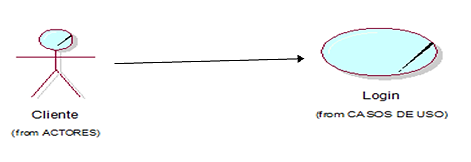 Cliente
(from ACTORES)
Login
(from CASOS DE USO)